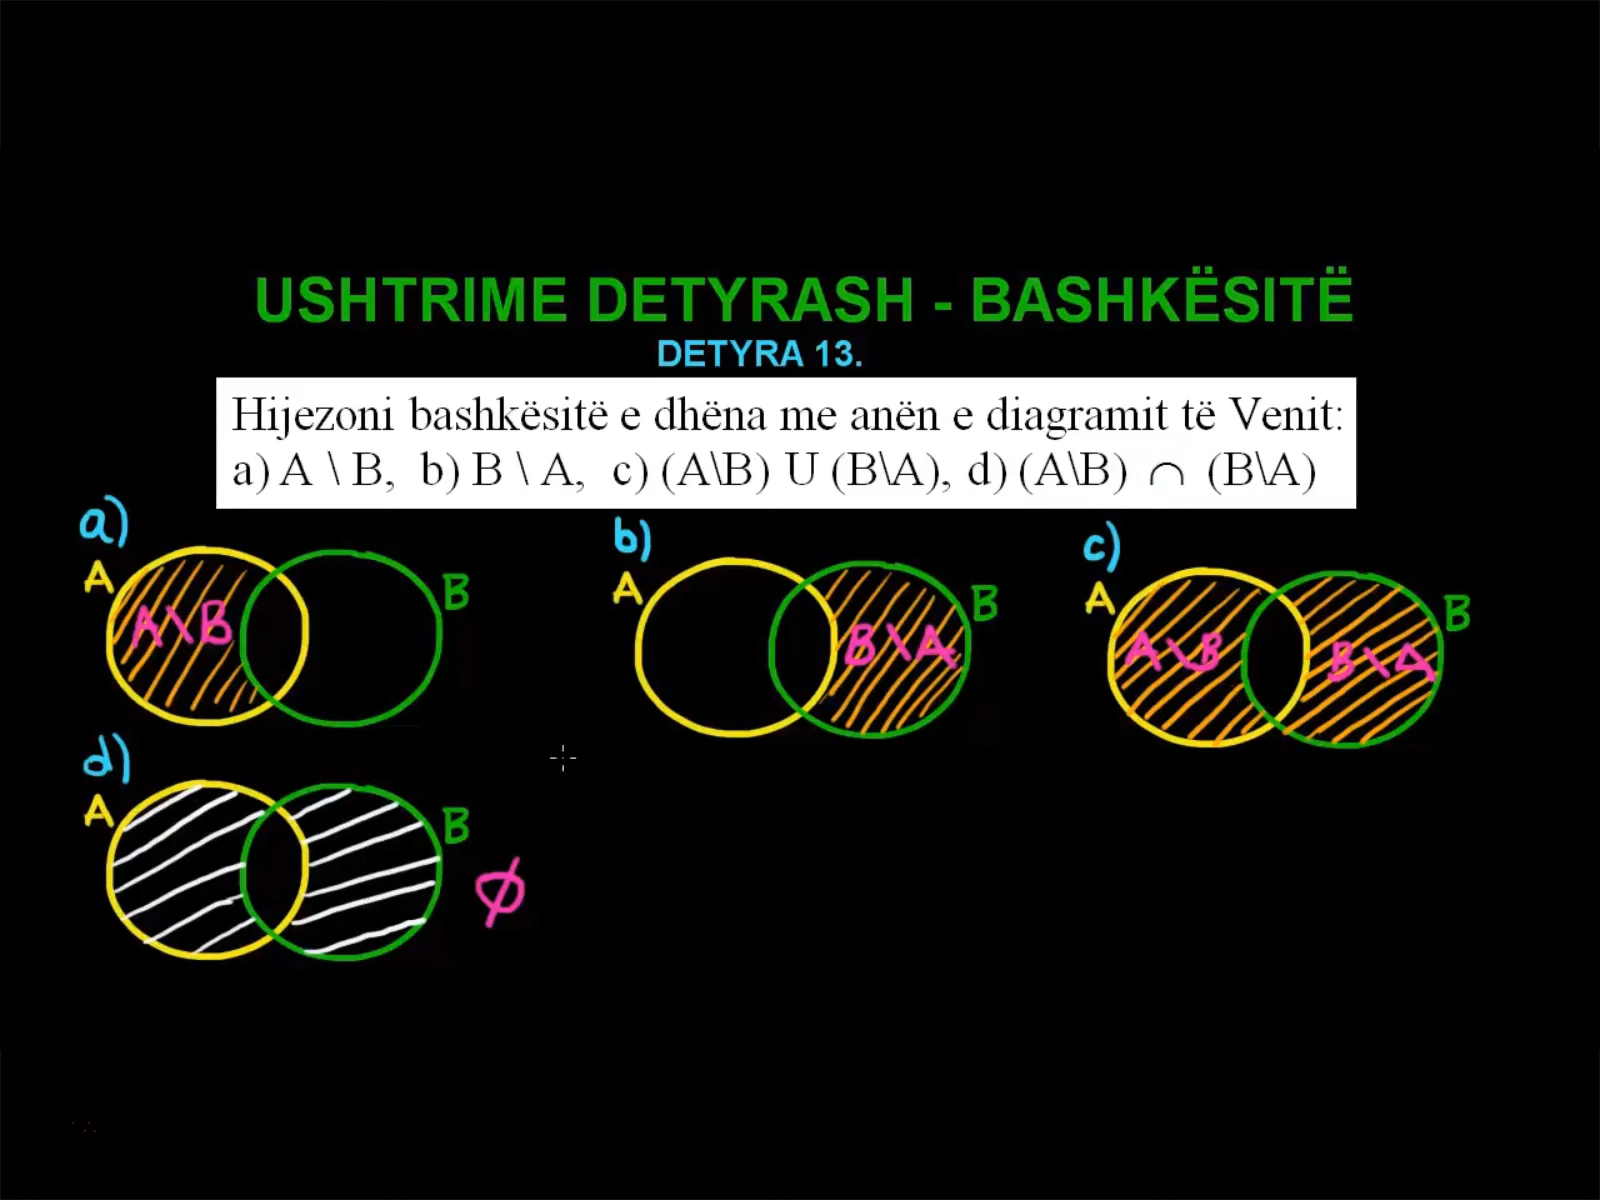 USHTRIME DETYRASH - BASHKËSITË
DETYRA 13.
Hijezoni bashkësitë e dhëna me anën e diagramit të Venit:
a) A \ B, b) B \ A, c) (A\B) U (B\A), d) (A\B) ∩ (B\A)
a)
A
A\B
B
b)
A
B\A
B
c)
A
A\B
B\A
B
d)
A
B
∅